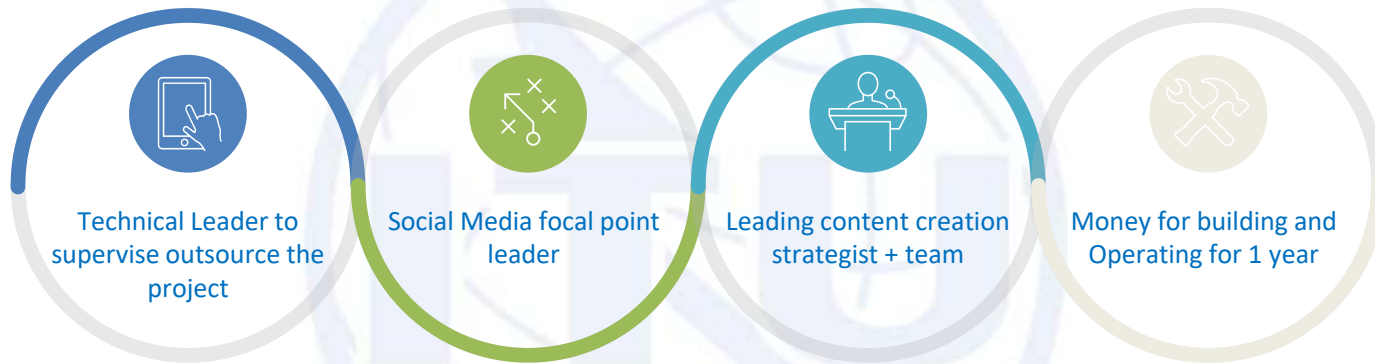 Technical Leader to
supervise outsource the
project
Social Media focal point
leader
Leading content creation
strategist + team
Money for building and
Operating for 1 year
ITU